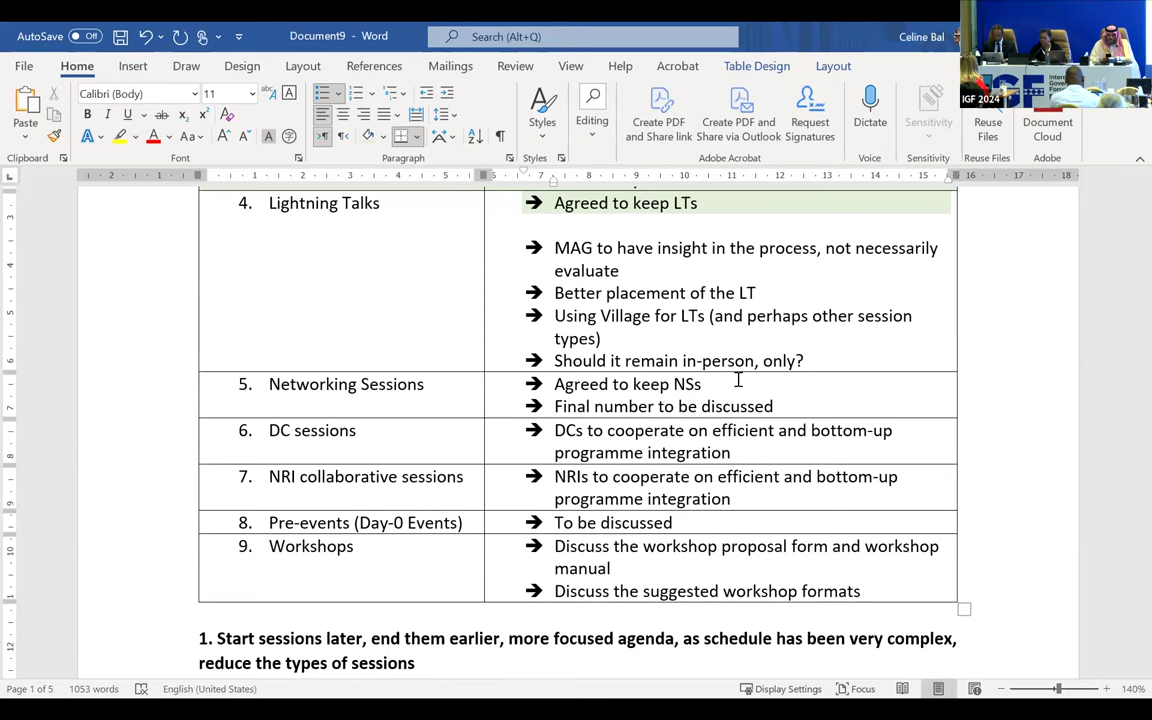 AutoSave Off
Document9 - Word
Search (Alt+Q)
Celine Bal
File Home Insert Draw Design Layout References Mailings Review View Help Acrobat Table Design Layout
Calibri (Body) 11
Paste
Styles
Editing
Create PDF and Share link
Create PDF and Share via Outlook
Request Signatures
Dictate
Sensitivity
Reuse Files
Document Cloud
Clipboard Font Paragraph Styles Adobe Acrobat Voice Sensitivity Reuse Files Adobe
IGF 2024
4. Lightning Talks
➔ Agreed to keep LTs
➔ MAG to have insight in the process, not necessarily
evaluate
➔ Better placement of the LT
➔ Using Village for LTs (and perhaps other session
types)
➔ Should it remain in-person, only?
5. Networking Sessions
➔ Agreed to keep NSs
➔ Final number to be discussed
6. DC sessions
➔ DCs to cooperate on efficient and bottom-up
programme integration
7. NRI collaborative sessions
➔ NRIs to cooperate on efficient and bottom-up
programme integration
8. Pre-events (Day-0 Events)
➔ To be discussed
9. Workshops
➔ Discuss the workshop proposal form and workshop
manual
➔ Discuss the suggested workshop formats
1. Start sessions later, end them earlier, more focused agenda, as schedule has been very complex,
reduce the types of sessions
Page 1 of 5 1053 words English (United States) Display Settings Focus 140%